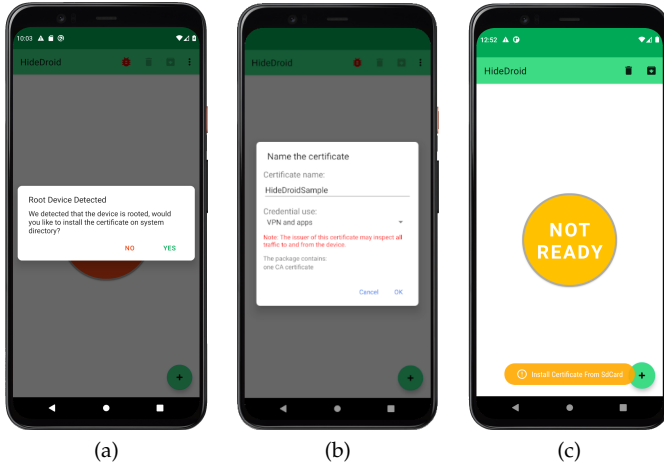 10:03
HideDroid
Root Device Detected
We detected that the device is rooted, would
you like to install the certificate on system
directory?
NO YES
+
(a)
HideDroid
Name the certificate
Certificate name:
HideDroidSample
Credential use:
VPN and apps
Note: The issuer of this certificate may inspect all
traffic to and from the device.
The package contains:
one CA certificate
Cancel OK
+
(b)
12:52
HideDroid
NOT
READY
Install Certificate From SdCard
+
(c)